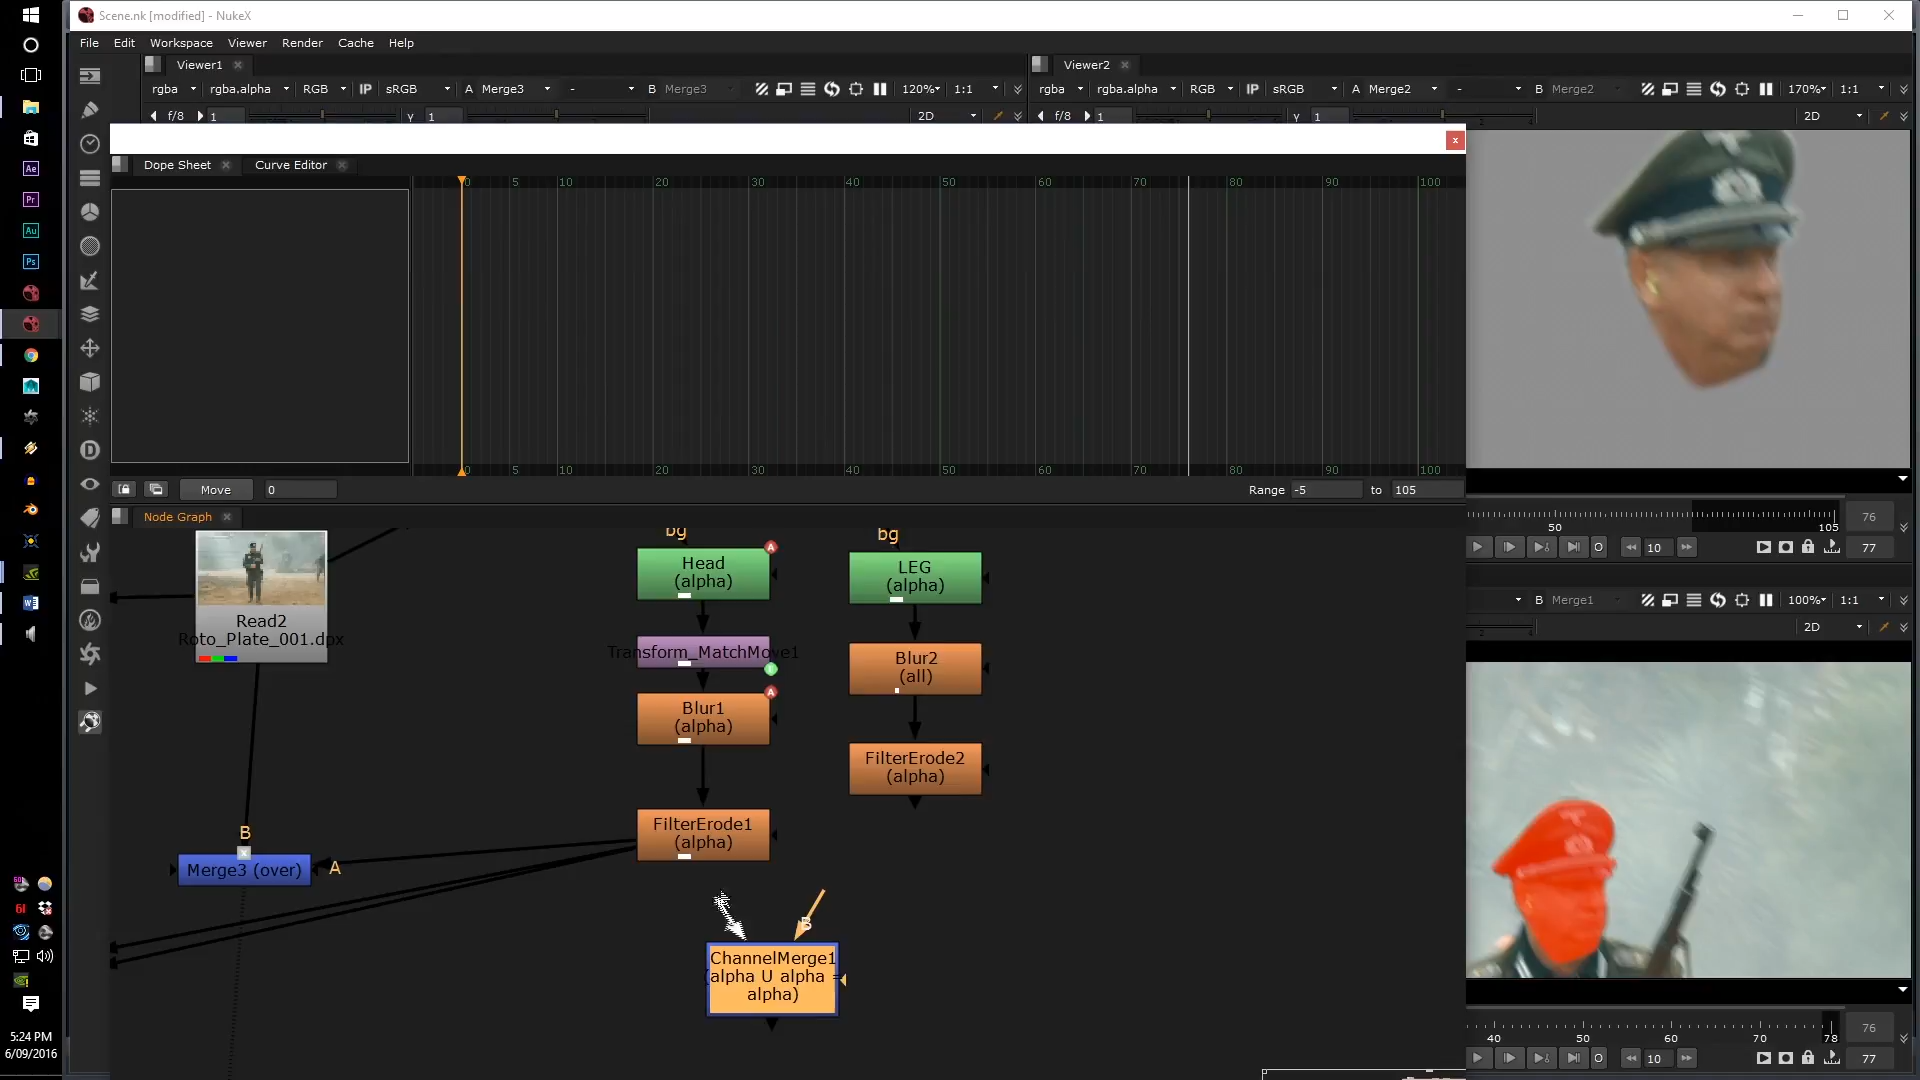 Scene.nk [modified] - NukeX
File Edit Workspace Viewer Render Cache Help
Viewer1
Viewer2
rgba rgba.alpha RGB IP sRGB A Merge3 - B Merge3 120% 1:1
rgba rgba.alpha RGB IP sRGB A Merge2 - B Merge2 170% 1:1
f/8 1 γ 1 2D
f/8 1 γ 1 2D
Dope Sheet Curve Editor
0 5 10 20 30 40 50 60 70 80 90 100
0 5 10 20 30 40 50 60 70 80 90 100
Move 0 Range -5 to 105
Node Graph
50 105 76
10 77
B Merge1 100% 1:1
2D
bg
bg
Head
(alpha)
A
LEG
(alpha)
Read2
Roto_Plate_001.dpx
Transform_MatchMove1
Blur1
(alpha)
A
Blur2
(all)
FilterErode2
(alpha)
FilterErode1
(alpha)
B
Merge3 (over)
A
B
ChannelMerge1
(alpha U alpha =
alpha)
40 50 60 70 78 76
10 77
Ae
Pr
Au
Ps
5:24 PM
6/09/2016